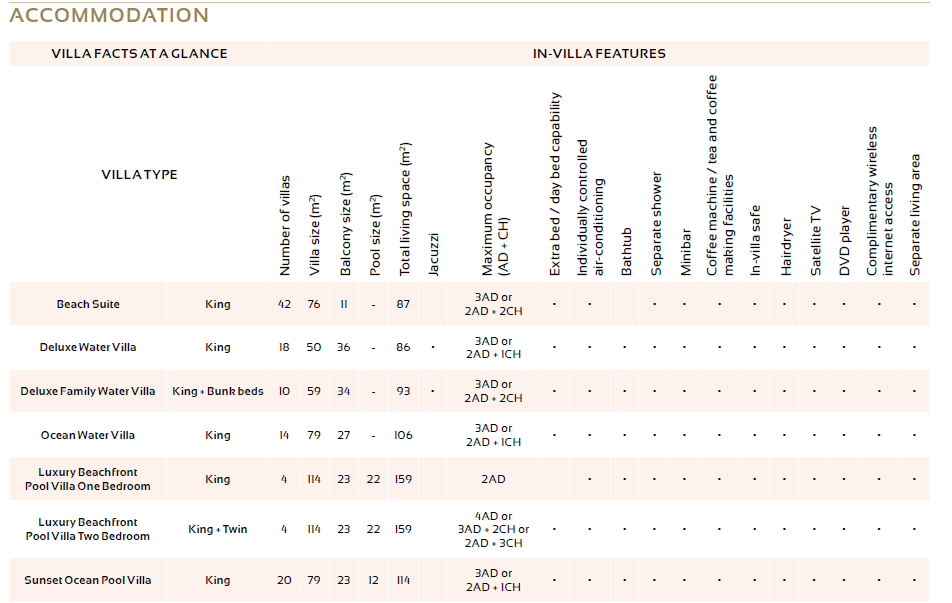 ACCOMMODATION
VILLA FACTS AT A GLANCE IN-VILLA FEATURES
VILLA TYPE
Number of villas
Villa size (m²)
Balcony size (m²)
Pool size (m²)
Total living space (m²)
Jacuzzi
Maximum occupancy
(AD + CH)
Extra bed / day bed capability
Individually controlled
air-conditioning
Bathtub
Separate shower
Minibar
Coffee machine / tea and coffee
making facilities
In-villa safe
Hairdryer
Satellite TV
DVD player
Complimentary wireless
internet access
Separate living area
Beach Suite King 42 76 11 - 87 3AD or
2AD + 2CH • • • • • • • • • • •
Deluxe Water Villa King 18 50 36 - 86 • 3AD or
2AD + 1CH • • • • • • • • • • • •
Deluxe Family Water Villa King + Bunk beds 10 59 34 - 93 • 3AD or
2AD + 2CH • • • • • • • • • • • •
Ocean Water Villa King 14 79 27 - 106 3AD or
2AD + 1CH • • • • • • • • • • • •
Luxury Beachfront
Pool Villa One Bedroom King 4 114 23 22 159 2AD • • • • • • • • • • •
Luxury Beachfront
Pool Villa Two Bedroom King + Twin 4 114 23 22 159 4AD or
3AD + 2CH or
2AD + 3CH • • • • • • • • • • • •
Sunset Ocean Pool Villa King 20 79 23 12 114 3AD or
2AD + 1CH • • • • • • • • • • • •